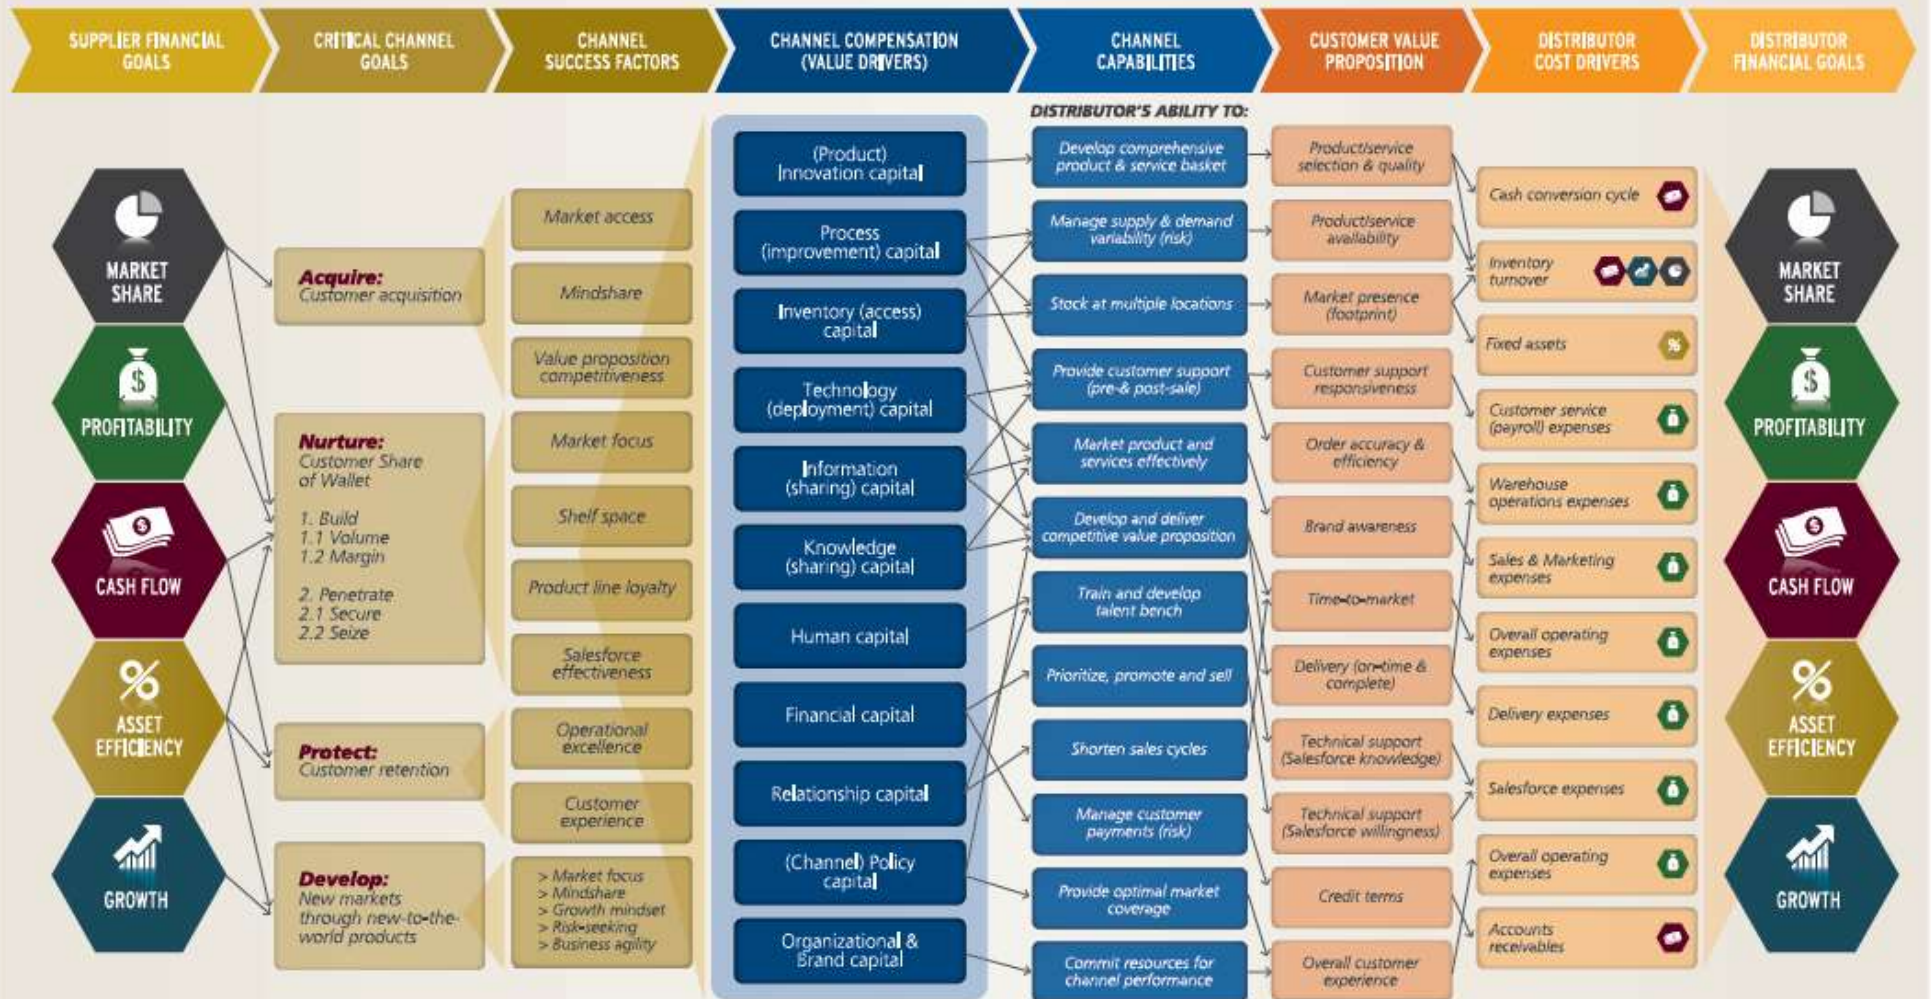 SUPPLIER FINANCIAL
GOALS
CRITICAL CHANNEL
GOALS
CHANNEL
SUCCESS FACTORS
CHANNEL COMPENSATION
(VALUE DRIVERS)
CHANNEL
CAPABILITIES
CUSTOMER VALUE
PROPOSITION
DISTRIBUTOR
COST DRIVERS
DISTRIBUTOR
FINANCIAL GOALS
MARKET
SHARE
PROFITABILITY
$
CASH FLOW
$
%
ASSET
EFFICIENCY
GROWTH
Acquire:
Customer acquisition
Nurture:
Customer Share
of Wallet
1. Build
1.1 Volume
1.2 Margin
2. Penetrate
2.1 Secure
2.2 Seize
Protect:
Customer retention
Develop:
New markets
through new-to-the-
world products
Market access
Mindshare
Value proposition
competitiveness
Market focus
Shelf space
Product line loyalty
Salesforce
effectiveness
Operational
excellence
Customer
experience
> Market focus
> Mindshare
> Growth mindset
> Risk-seeking
> Business agility
(Product)
Innovation capital
Process
(improvement) capital
Inventory (access)
capital
Technology
(deployment) capital
Information
(sharing) capital
Knowledge
(sharing) capital
Human capital
Financial capital
Relationship capital
(Channel) Policy
capital
Organizational &
Brand capital
DISTRIBUTOR'S ABILITY TO:
Develop comprehensive
product & service basket
Manage supply & demand
variability (risk)
Stock at multiple locations
Provide customer support
(pre-& post-sale)
Market product and
services effectively
Develop and deliver
competitive value proposition
Train and develop
talent bench
Prioritize, promote and sell
Shorten sales cycles
Manage customer
payments (risk)
Provide optimal market
coverage
Commit resources for
channel performance
Product/service
selection & quality
Product/service
availability
Market presence
(footprint)
Customer support
responsiveness
Order accuracy &
efficiency
Brand awareness
Time-to-market
Delivery (on-time &
complete)
Technical support
(Salesforce knowledge)
Technical support
(Salesforce willingness)
Credit terms
Overall customer
experience
Cash conversion cycle
Inventory
turnover
Fixed assets
%
Customer service
(payroll) expenses
Warehouse
operations expenses
Sales & Marketing
expenses
Overall operating
expenses
Delivery expenses
Salesforce expenses
Overall operating
expenses
Accounts
receivables
MARKET
SHARE
$
PROFITABILITY
$
CASH FLOW
%
ASSET
EFFICIENCY
GROWTH